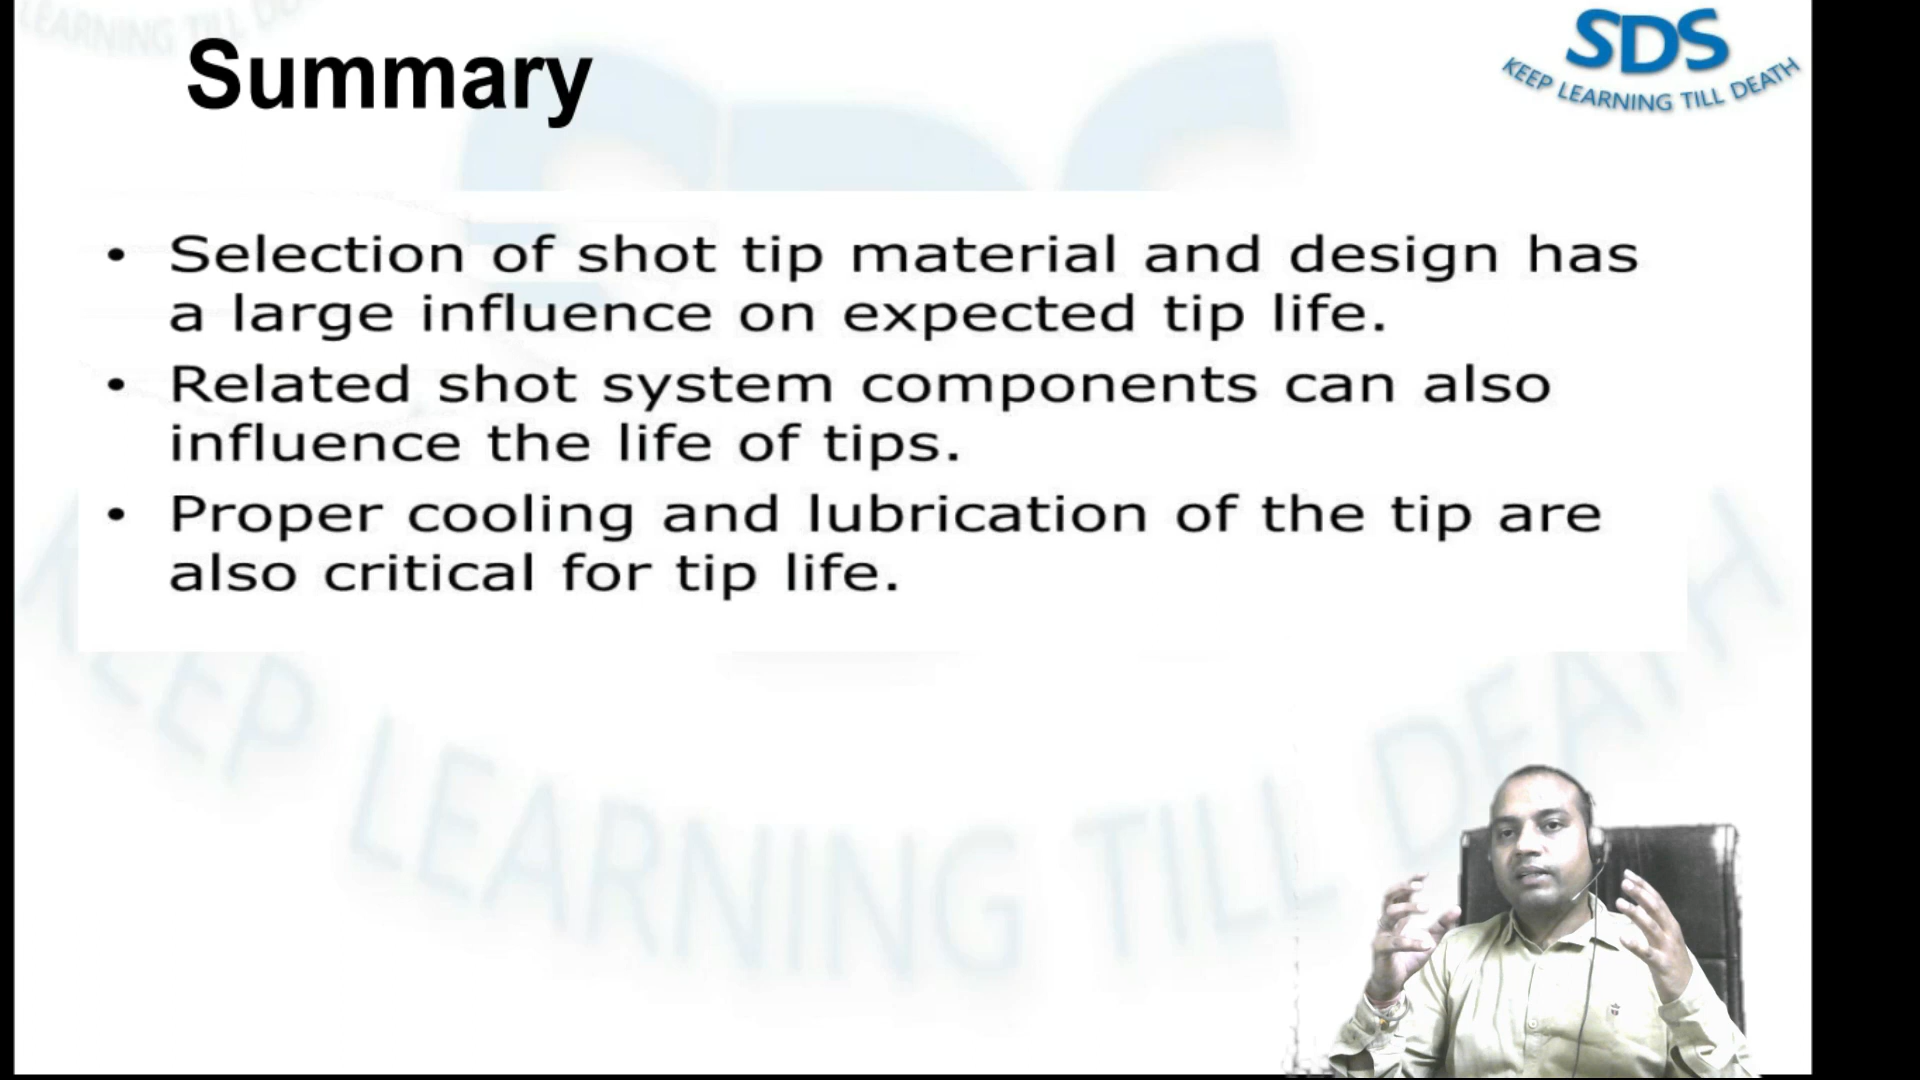 LEARNING TILL
Summary
SDS
KEEP LEARNING TILL DEATH
• Selection of shot tip material and design has
a large influence on expected tip life.
• Related shot system components can also
influence the life of tips.
• Proper cooling and lubrication of the tip are
also critical for tip life.
KEEP LEARNING TILL DEATH